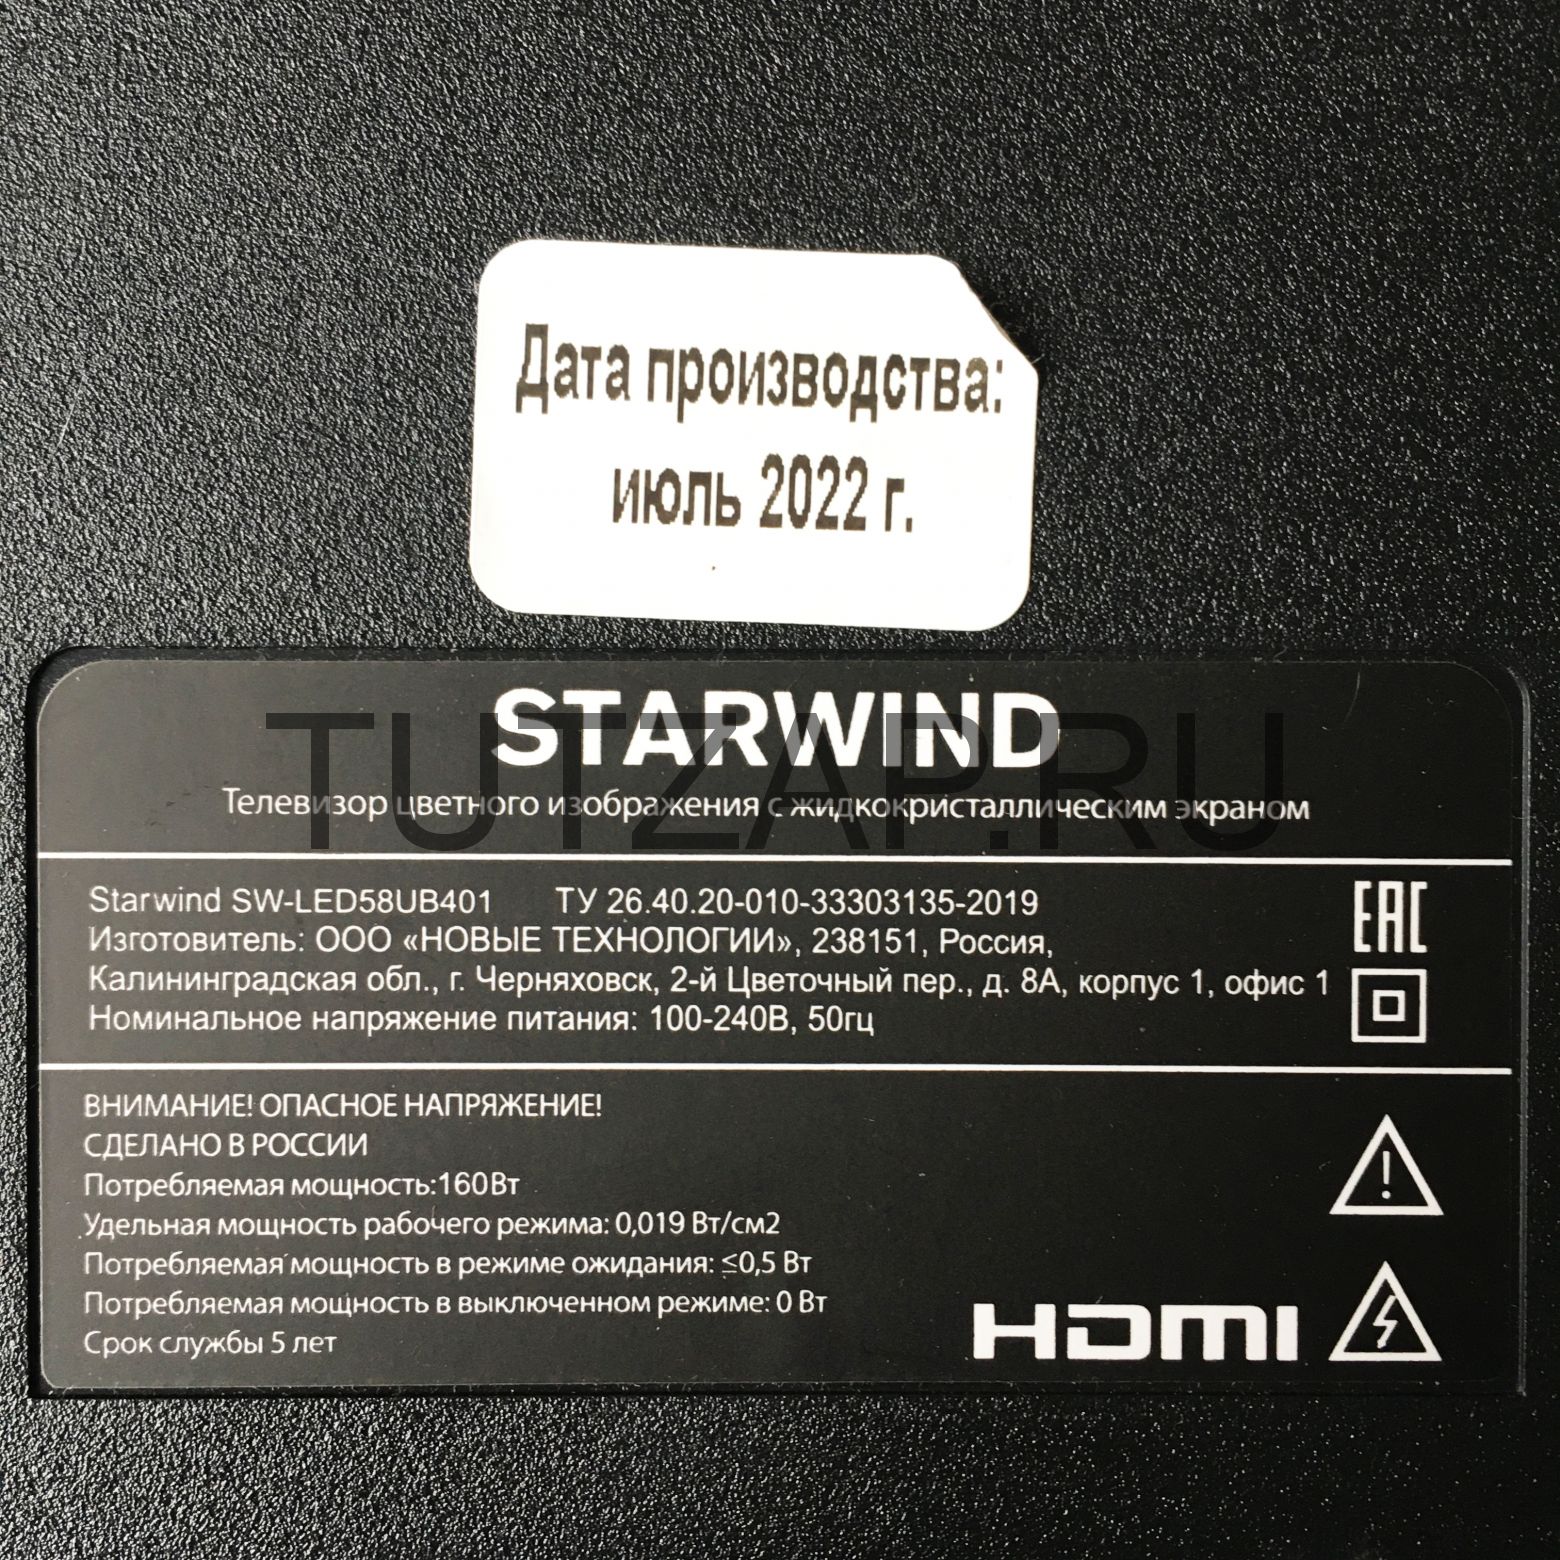 Дата производства:
июль 2022 г.
STARWIND
TUTZAP.RU
Телевизор цветного изображения с жидкокристаллическим экраном
Starwind SW-LED58UB401 ТУ 26.40.20-010-33303135-2019
EAC
Изготовитель: ООО «НОВЫЕ ТЕХНОЛОГИИ», 238151, Россия,
Калининградская обл., г. Черняховск, 2-й Цветочный пер., д. 8А, корпус 1, офис 1
Номинальное напряжение питания: 100-240В, 50гц
ВНИМАНИЕ! ОПАСНОЕ НАПРЯЖЕНИЕ!
СДЕЛАНО В РОССИИ
Потребляемая мощность:160Вт
Удельная мощность рабочего режима: 0,019 Вт/см2
Потребляемая мощность в режиме ожидания: ≤0,5 Вт
Потребляемая мощность в выключенном режиме: 0 Вт
Срок службы 5 лет
HDMI